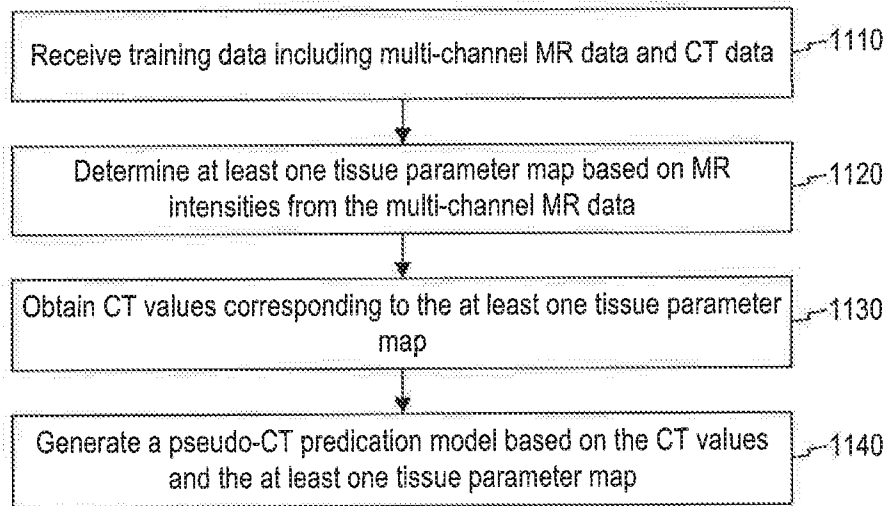 Receive training data including multi-channel MR data and CT data
1110
Determine at least one tissue parameter map based on MR
intensities from the multi-channel MR data
1120
Obtain CT values corresponding to the at least one tissue parameter
map
1130
Generate a pseudo-CT predication model based on the CT values
and the at least one tissue parameter map
1140